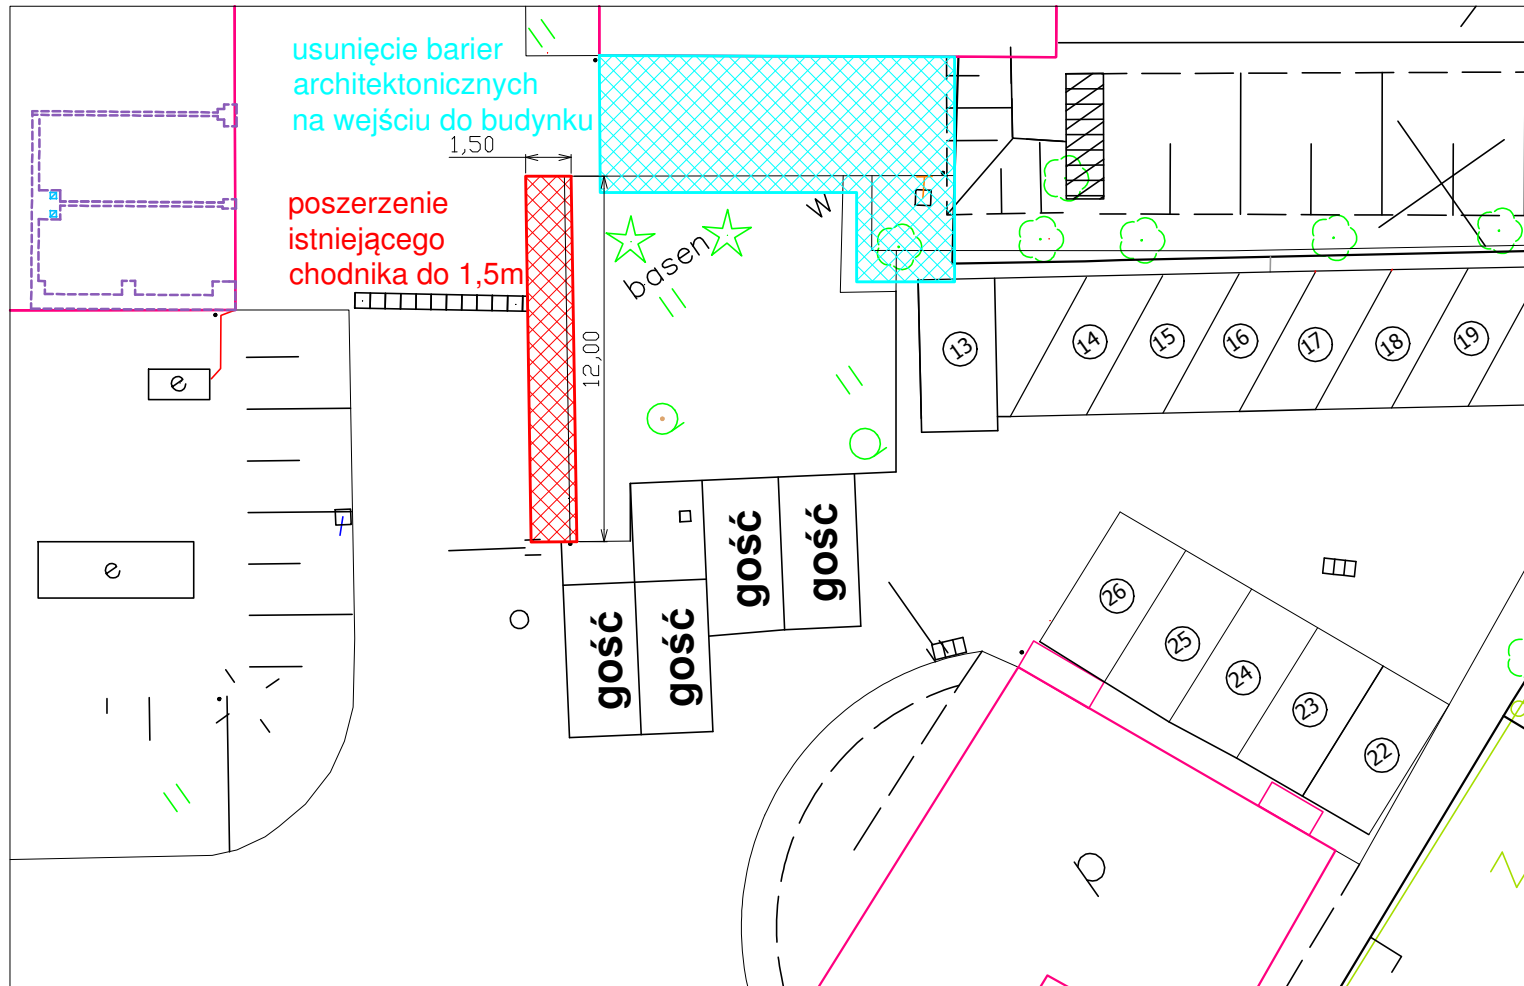 usunięcie barier
architektonicznych
na wejściu do budynku
1,50
poszerzenie
istniejącego
chodnika do 1,5m
12,00
basen
W
e
e
13
14
15
16
17
18
19
gość
gość
gość
gość
26
25
24
23
22